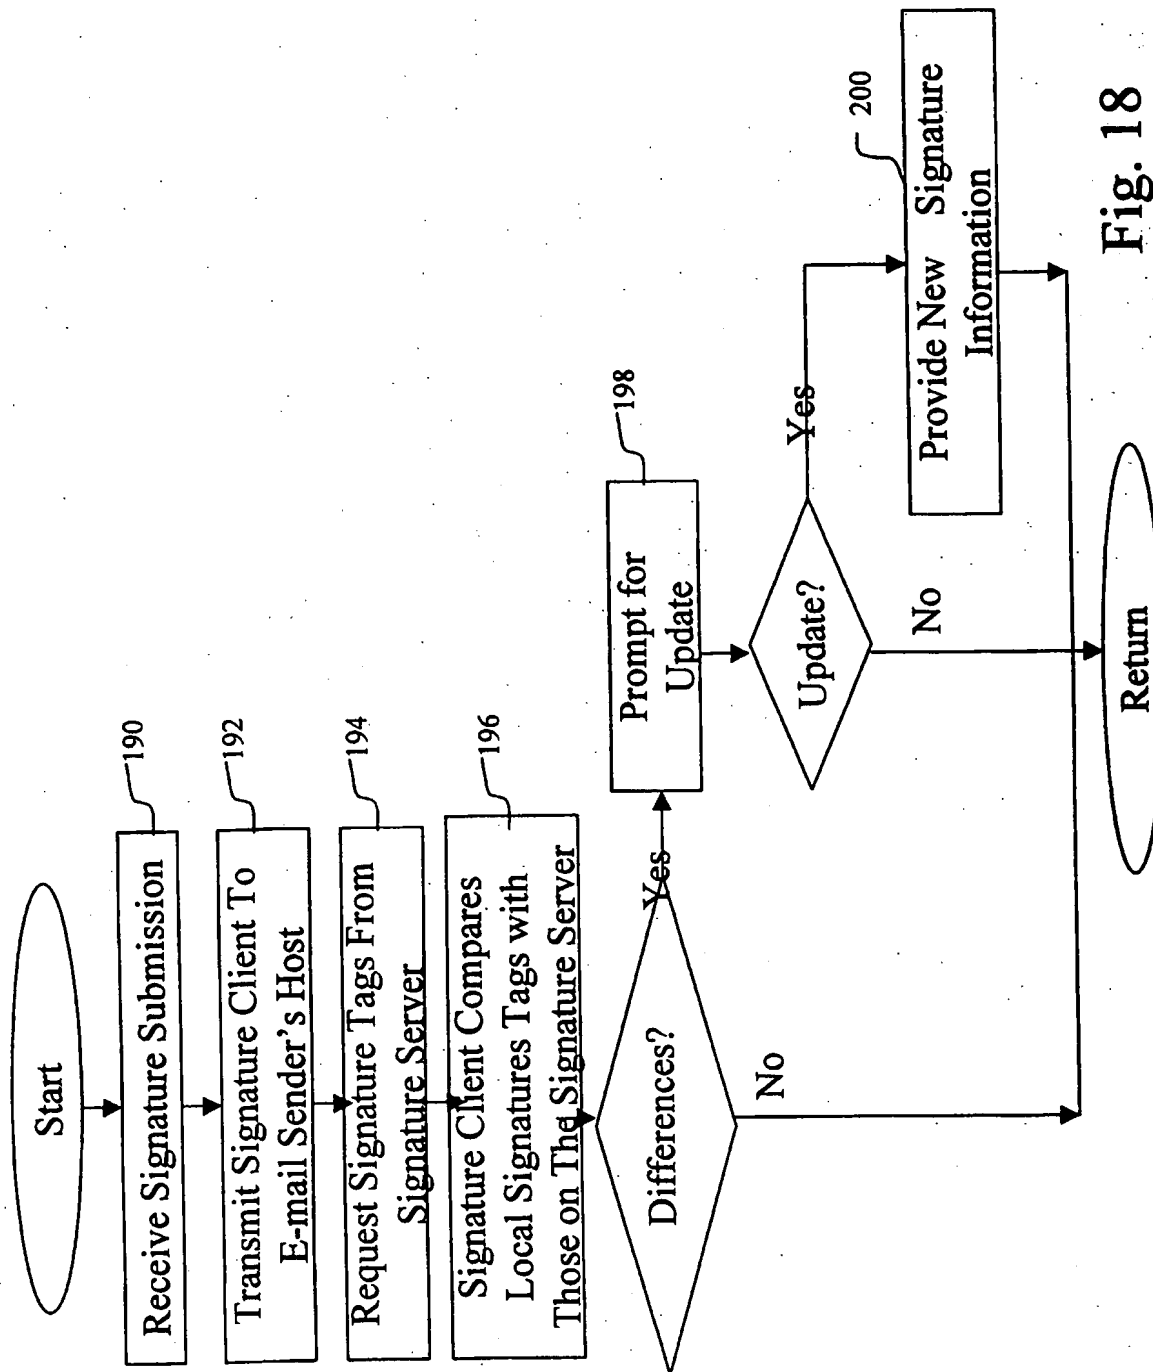 Start
Receive Signature Submission
190
Transmit Signature Client To
E-mail Sender's Host
192
Request Signature Tags From
Signature Server
194
Signature Client Compares
Local Signatures Tags with
Those on The Signature Server
196
Differences?
Yes
No
Prompt for
Update
198
Update?
Yes
No
Provide New Signature
Information
200
Return
Fig. 18